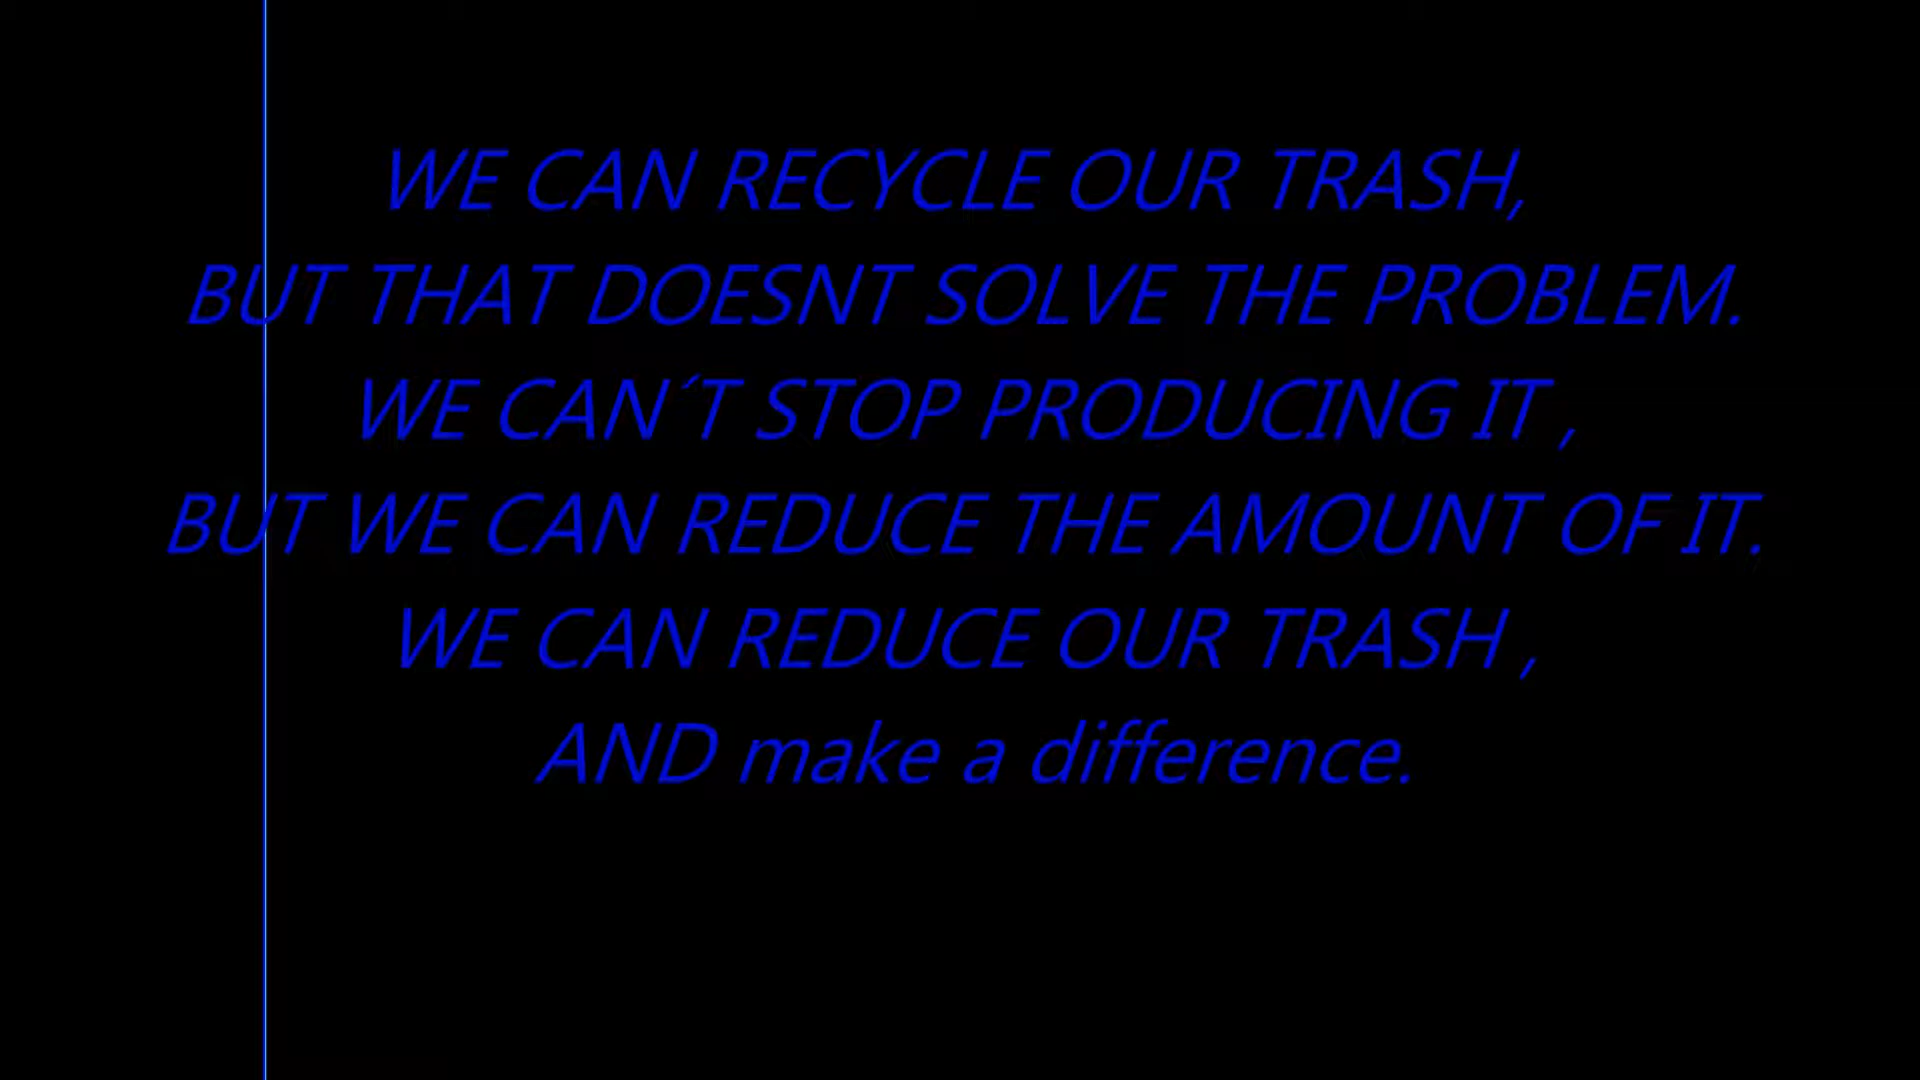 WE CAN RECYCLE OUR TRASH,
BUT THAT DOESNT SOLVE THE PROBLEM.
WE CAN´T STOP PRODUCING IT ,
BUT WE CAN REDUCE THE AMOUNT OF IT.
WE CAN REDUCE OUR TRASH ,
AND make a difference.